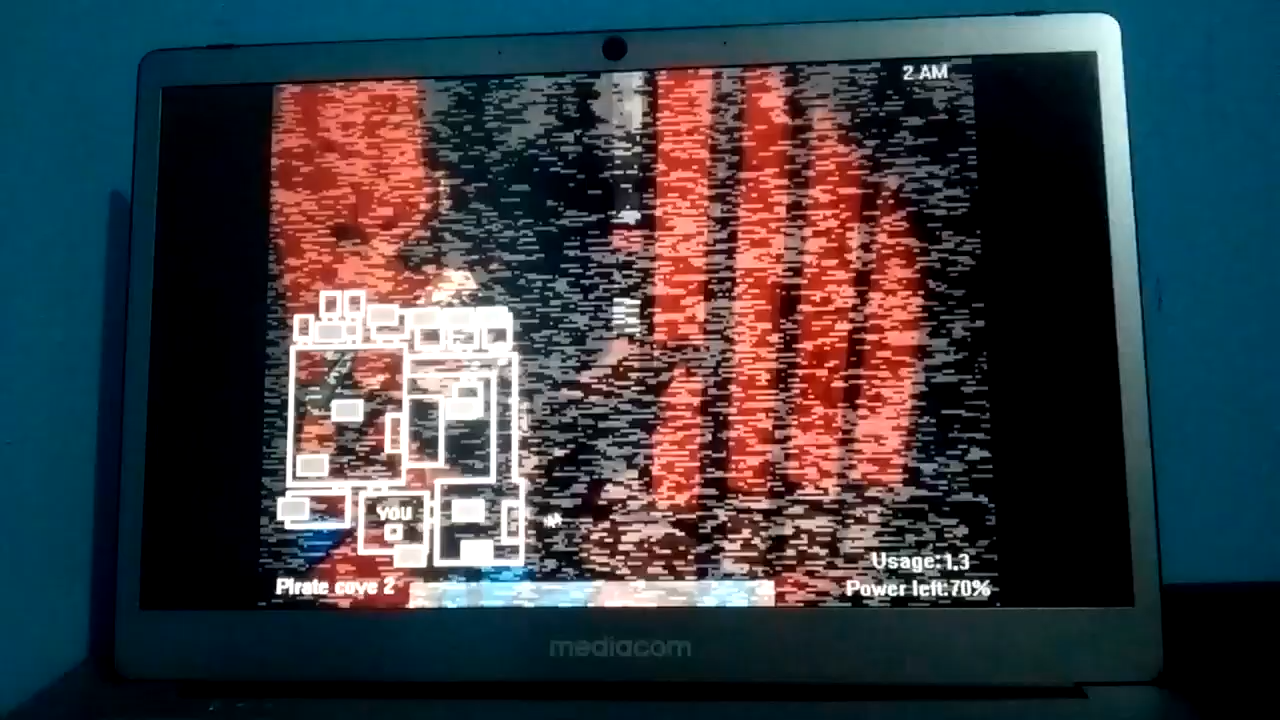 2 AM
YOU
Usage:1.3
Pirate cove 2
Power left:70%
mediacom